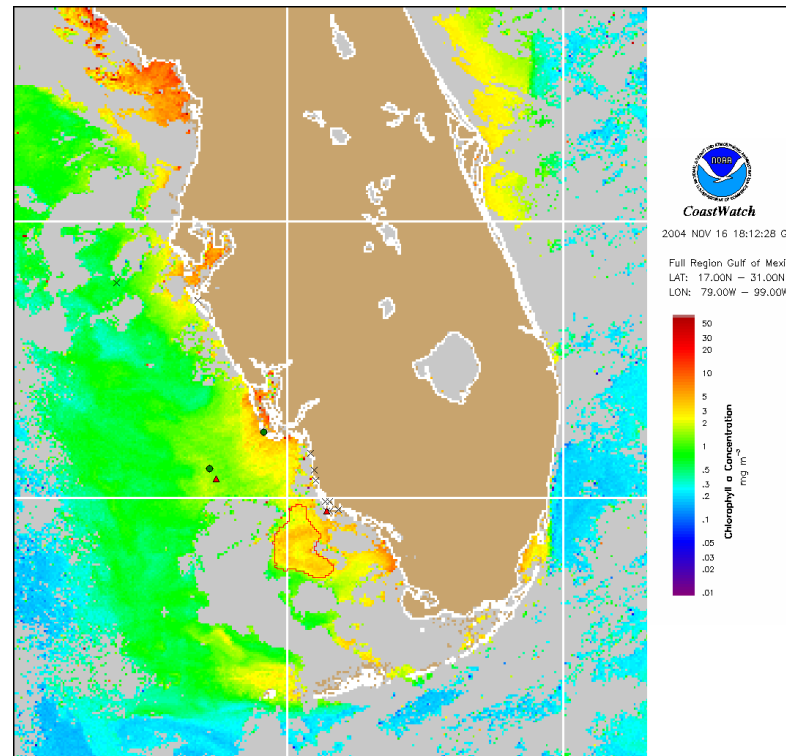 NOAA
CoastWatch
2004 NOV 16 18:12:28 G
Full Region Gulf of Mexi
LAT: 17.00N – 31.00N
LON: 79.00W – 99.00W
50
30
20
10
5
3
2
1
.5
.3
.2
.1
.05
.03
.02
.01
Chlorophyll a Concentration
mg m⁻³